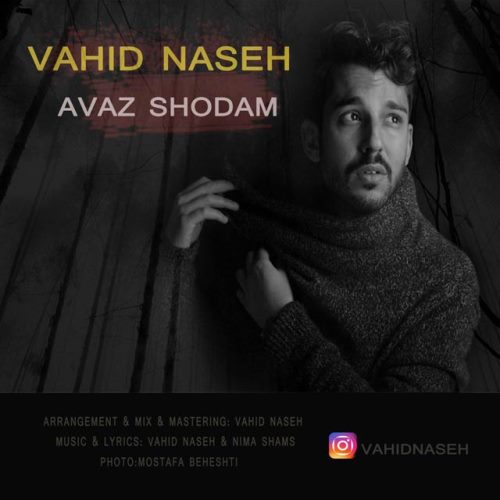 VAHID NASEH
AVAZ SHODAM
ARRANGEMENT & MIX & MASTERING: VAHID NASEH
MUSIC & LYRICS: VAHID NASEH & NIMA SHAMS
PHOTO:MOSTAFA BEHESHTI
VAHIDNASEH